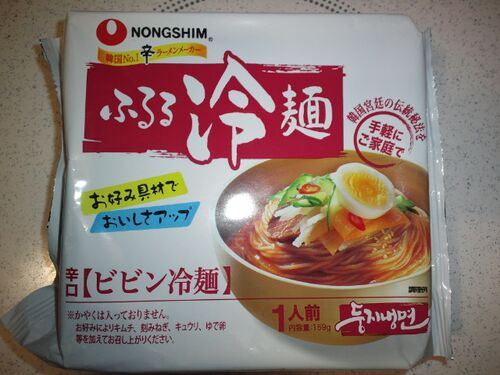 NONGSHIM®
韓国No.1 辛 ラーメンメーカー
ふるる 冷麺
韓国宮廷の伝統秘法を
手軽に
ご家庭で
お好み具材で
おいしさアップ
辛口【ビビン冷麺】
調理例
※かやくは入っておりません。
お好みによりキムチ、刻みねぎ、キュウリ、ゆで卵
等を加えてお召し上がりください。
1人前
内容量:159g
둥지냉면